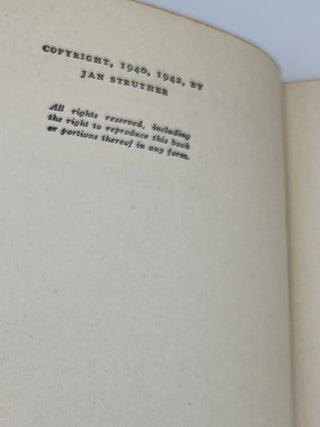 COPYRIGHT, 1940, 1942, BY
JAN STRUTHER
All rights reserved, including
the right to reproduce this book
or portions thereof in any form.